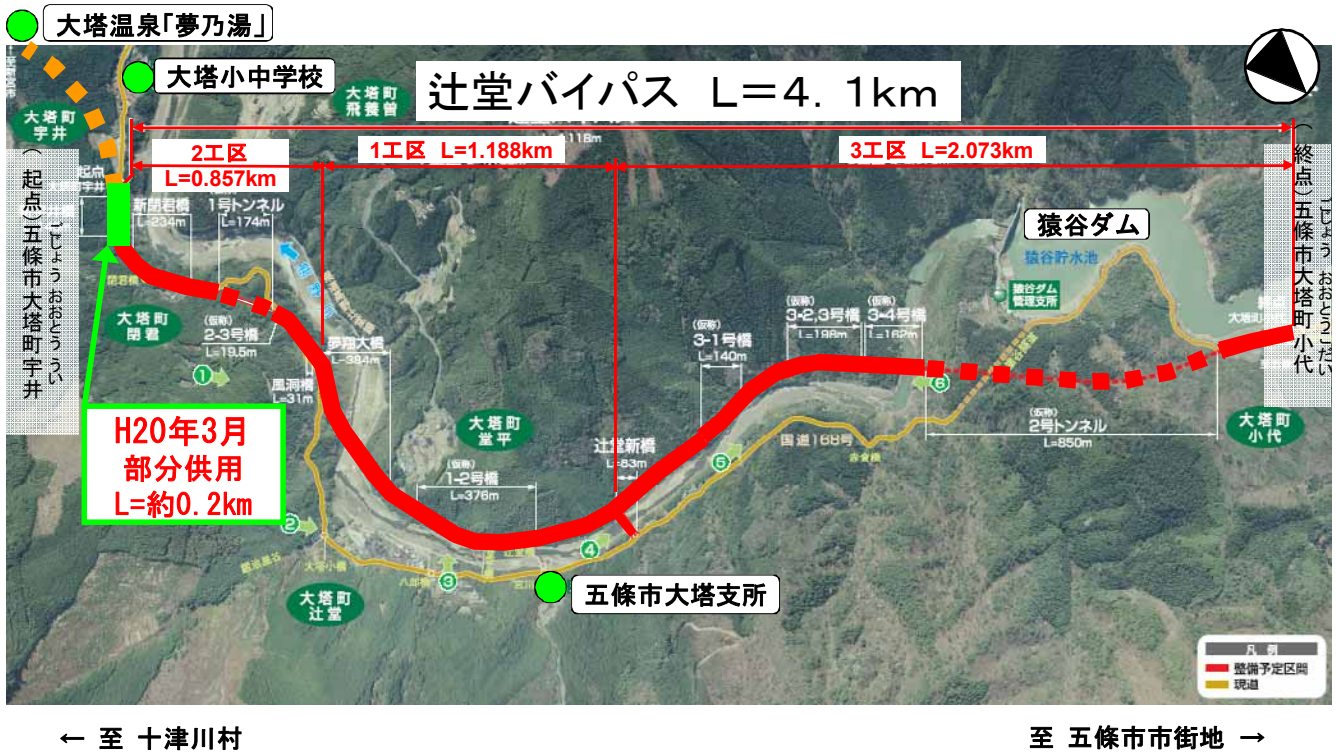 大塔温泉「夢乃湯」
大塔小中学校
大塔町
飛養曽
辻堂バイパス L=4.1km
大塔町
宇井
2工区
L=0.857km
1工区 L=1.188km
3工区 L=2.073km
(起点)五條市大塔町宇井
ごじょう おおとう うい
新閉君橋
L=234m
1号トンネル
L=174m
猿谷ダム
猿谷貯水池
猿谷ダム
管理支所
(終点)五條市大塔町小代
ごじょう おおとうこだい
大塔町
閉君
(仮称)
2-3号橋
L=19.5m
夢翔大橋
L=384m
(仮称)
3-1号橋
L=140m
(仮称)
3-2,3号橋
L=196m
(仮称)
3-4号橋
L=162m
①
風洞橋
L=31m
⑥
H20年3月
部分供用
L=約0.2km
大塔町
堂平
辻堂新橋
L=83m
国道168号
(仮称)
2号トンネル
L=850m
大塔町
小代
(仮称)
1-2号橋
L=376m
⑤
②
④
大塔小橋
③
大塔町
辻堂
五條市大塔支所
凡例
整備予定区間
現道
← 至 十津川村
至 五條市市街地 →